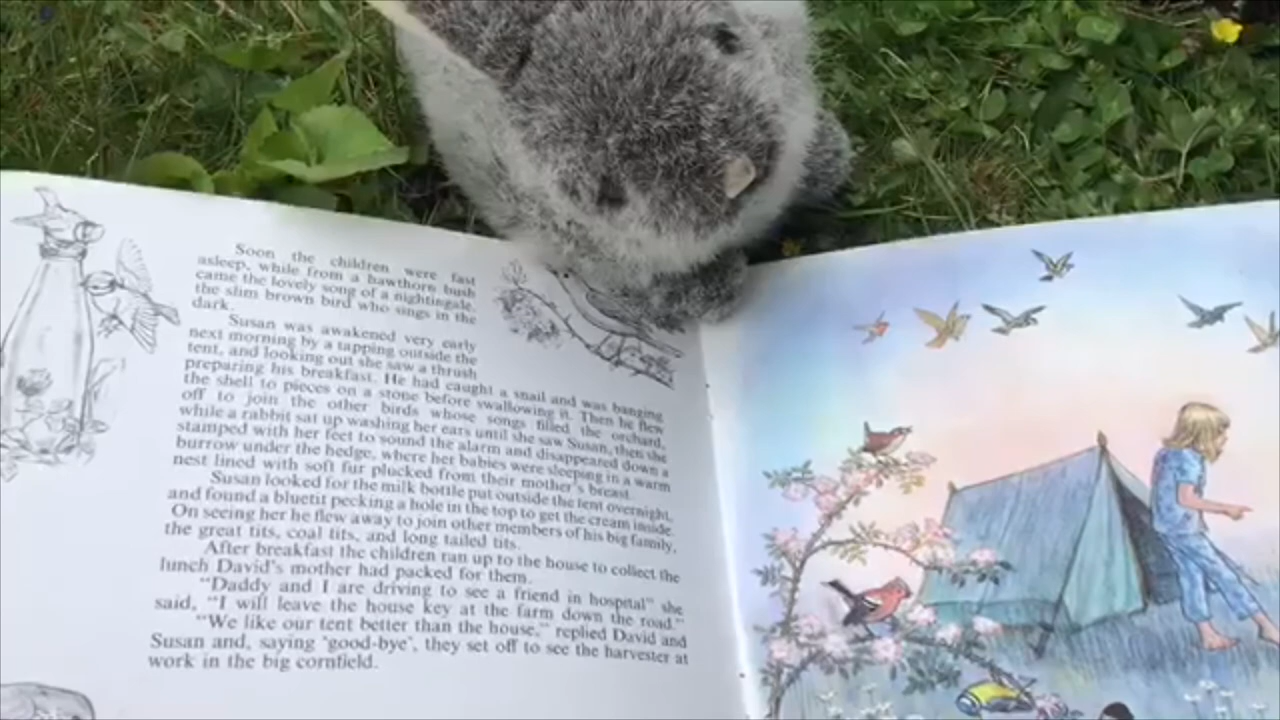 Soon the children were fast
asleep, while from a hawthorn bush
came the lovely song of a nightingale,
the slim brown bird who sings in the
dark.
Susan was awakened very early
next morning by a tapping outside the
tent, and looking out she saw a thrush
preparing his breakfast. He had caught a snail and was banging
the shell to pieces on a stone before swallowing it. Then he flew
off to join the other birds whose songs filled the orchard,
while a rabbit sat up washing her ears until she saw Susan, then she
stamped with her feet to sound the alarm and disappeared down a
burrow under the hedge, where her babies were sleeping in a warm
nest lined with soft fur plucked from their mother's breast.
Susan looked for the milk bottle put outside the tent overnight,
and found a bluetit pecking a hole in the top to get the cream inside.
On seeing her he flew away to join other members of his big family,
the great tits, coal tits, and long tailed tits.
After breakfast the children ran up to the house to collect the
lunch David's mother had packed for them.
"Daddy and I are driving to see a friend in hospital" she
said, "I will leave the house key at the farm down the road."
"We like our tent better than the house," replied David and
Susan and, saying 'good-bye', they set off to see the harvester at
work in the big cornfield.